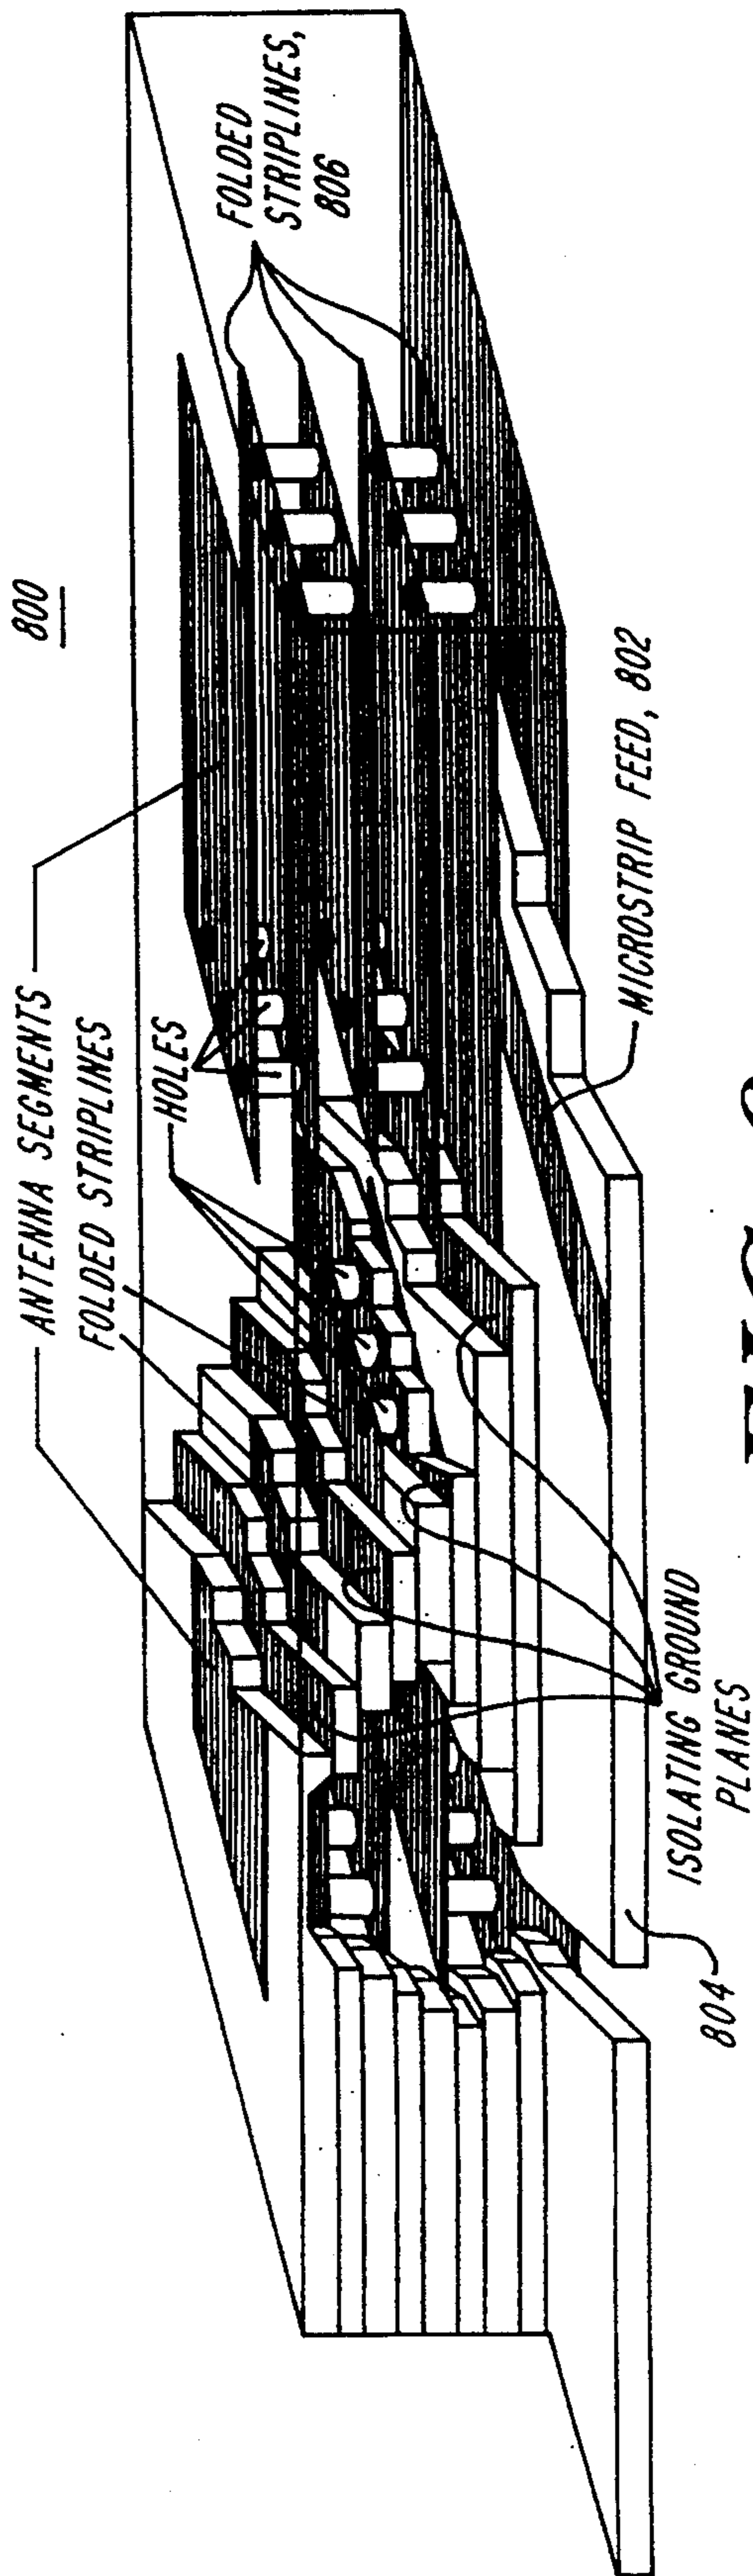 800
ANTENNA SEGMENTS
FOLDED STRIPLINES
HOLES
FOLDED
STRIPLINES,
806
MICROSTRIP FEED, 802
ISOLATING GROUND
PLANES
804